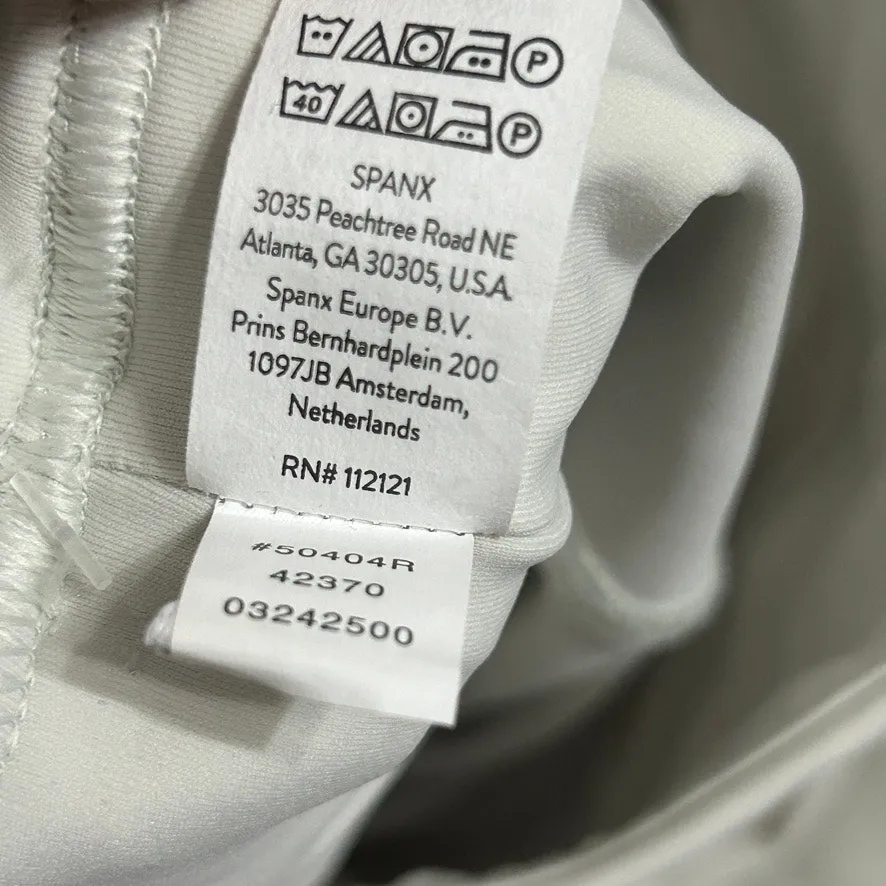 P
40 P
SPANX
3035 Peachtree Road NE
Atlanta, GA 30305, U.S.A.
Spanx Europe B.V.
Prins Bernhardplein 200
1097JB Amsterdam,
Netherlands
RN# 112121
#50404R
42370
03242500